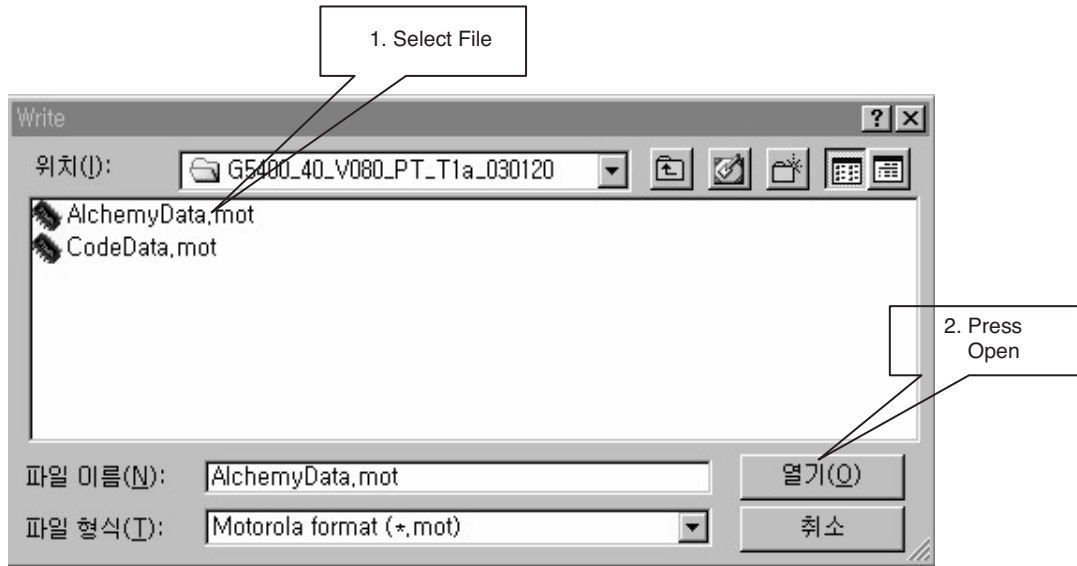 1. Select File
Write
위치(I): G5400_40_V080_PT_T1a_030120
AlchemyData.mot
CodeData.mot
2. Press
Open
파일 이름(N): AlchemyData.mot 열기(O)
파일 형식(T): Motorola format (*.mot) 취소